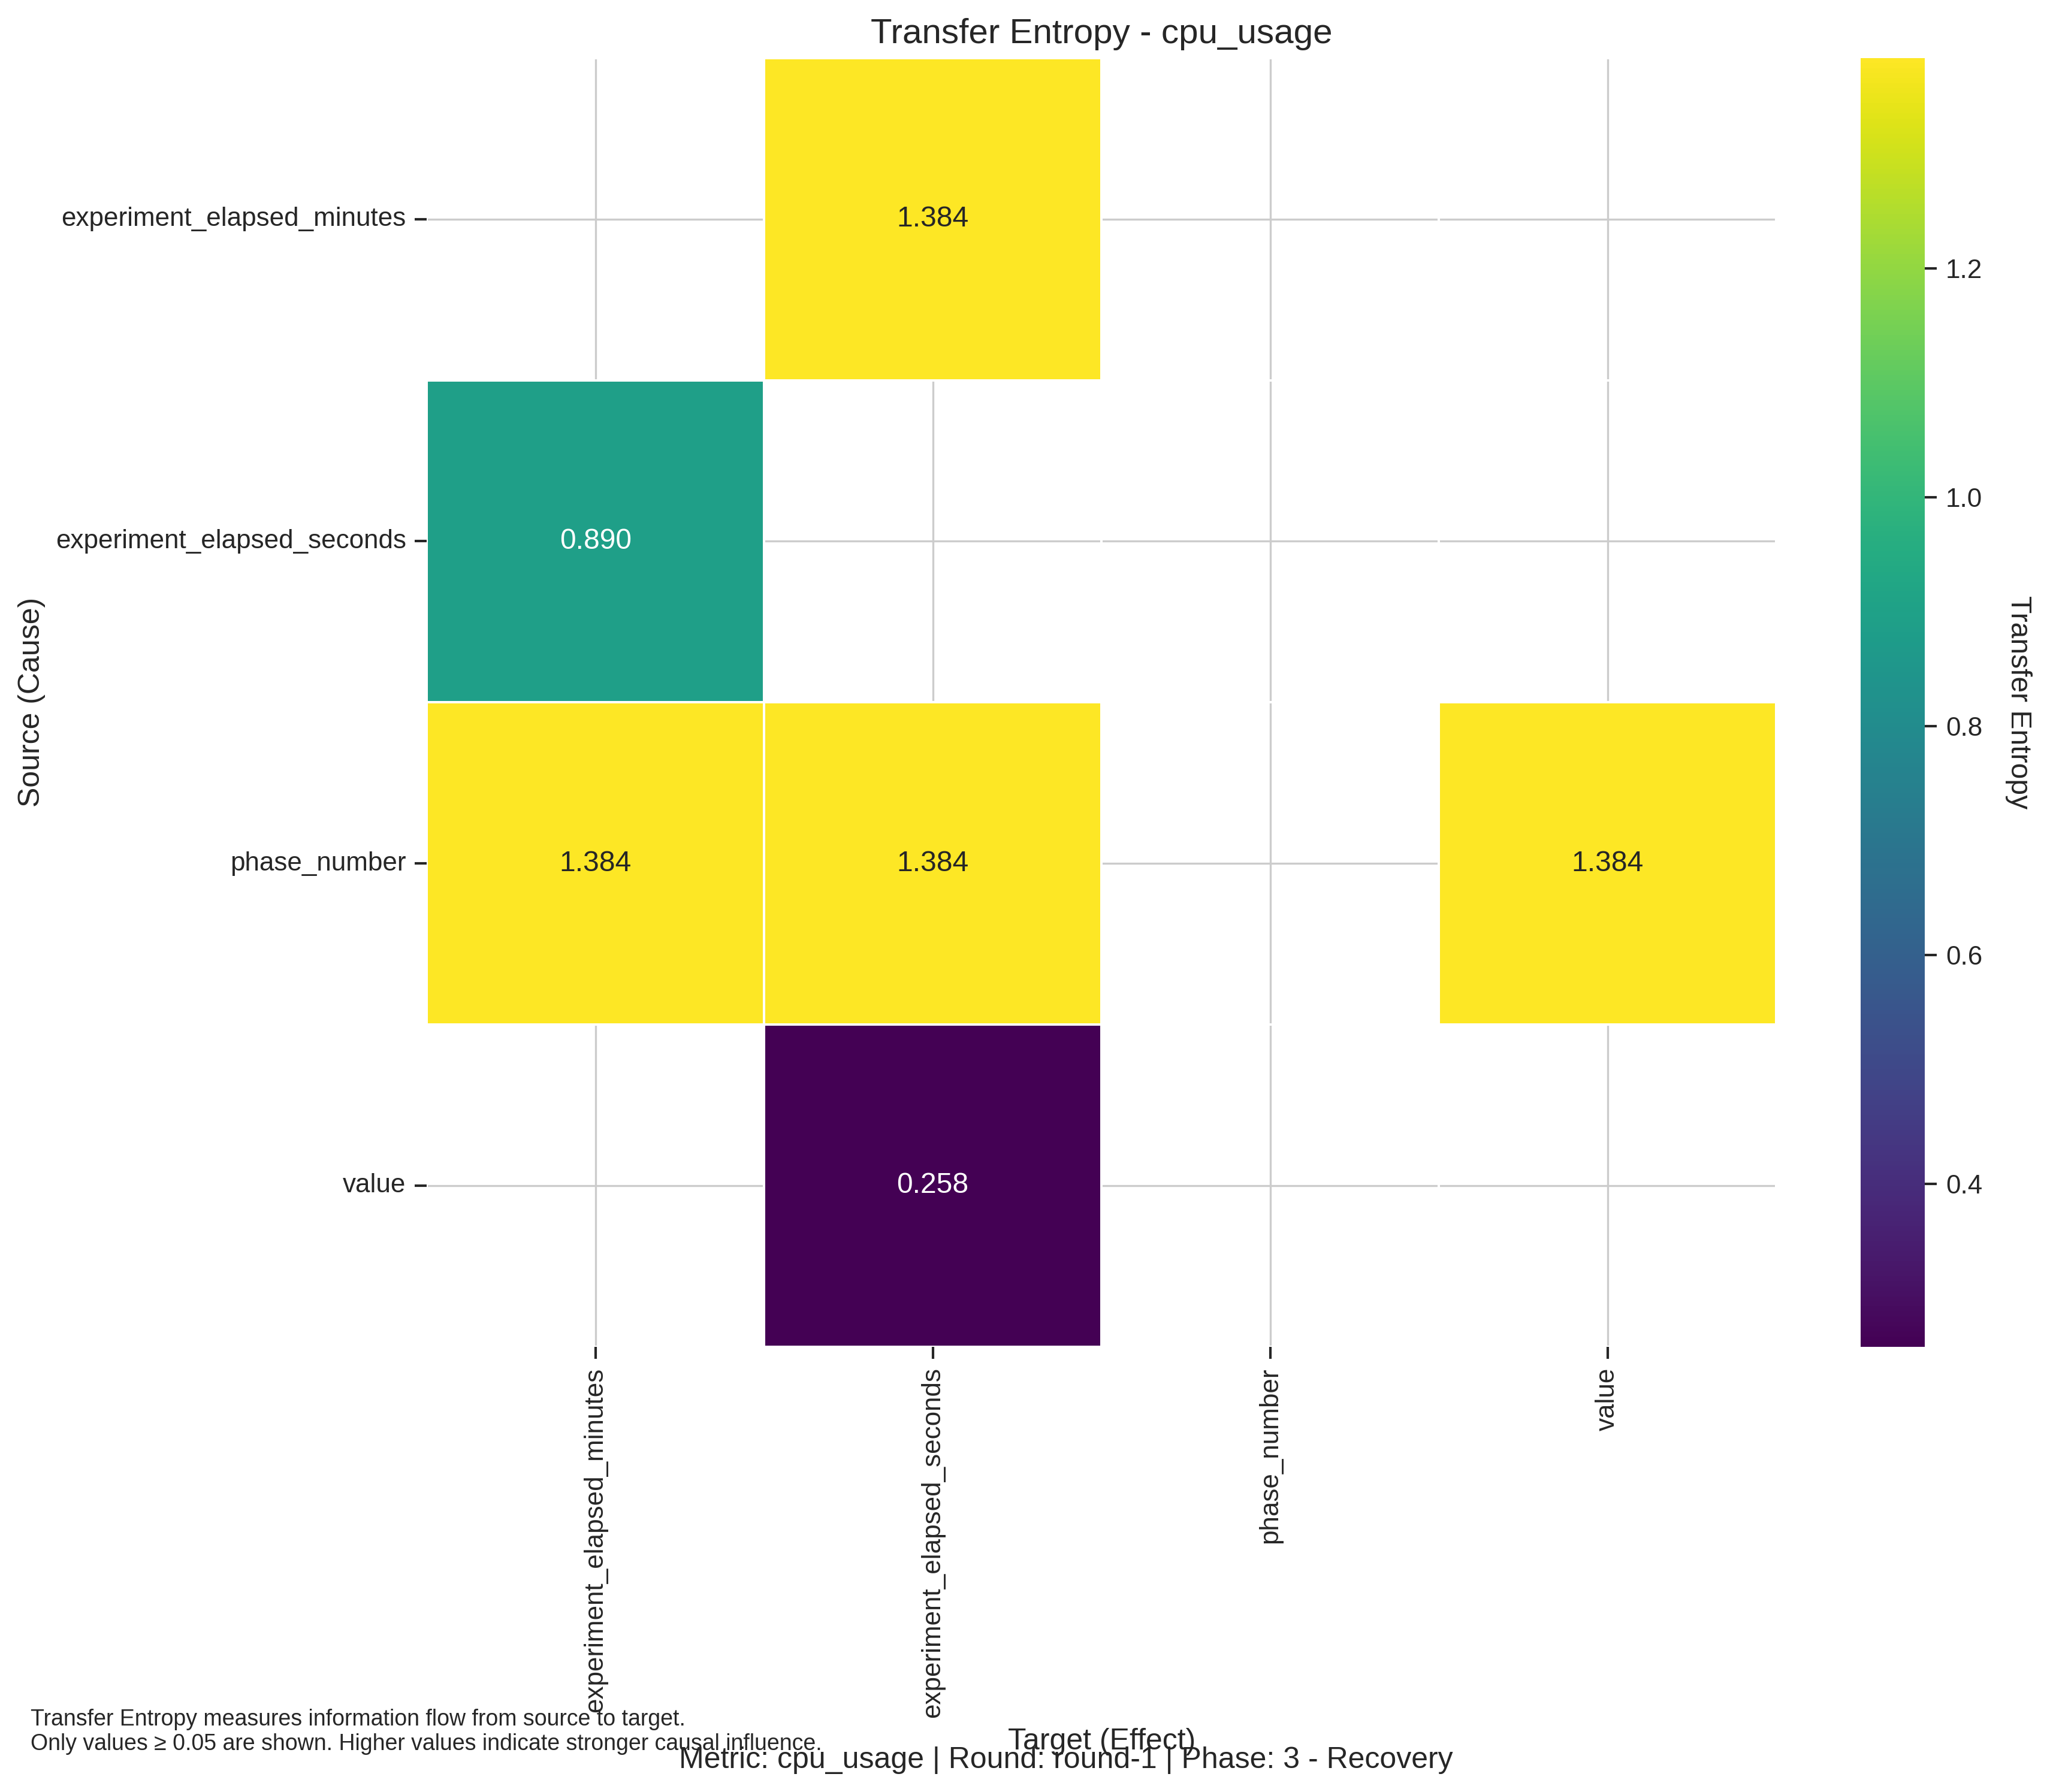 Transfer Entropy - cpu_usage
experiment_elapsed_minutes
experiment_elapsed_seconds
phase_number
value
Source (Cause)
1.384
0.890
1.384
1.384
1.384
0.258
1.2
1.0
0.8
0.6
0.4
Transfer Entropy
experiment_elapsed_minutes
experiment_elapsed_seconds
phase_number
value
Target (Effect)
Transfer Entropy measures information flow from source to target.
Only values ≥ 0.05 are shown. Higher values indicate stronger causal influence.
Metric: cpu_usage | Round: round-1 | Phase: 3 - Recovery